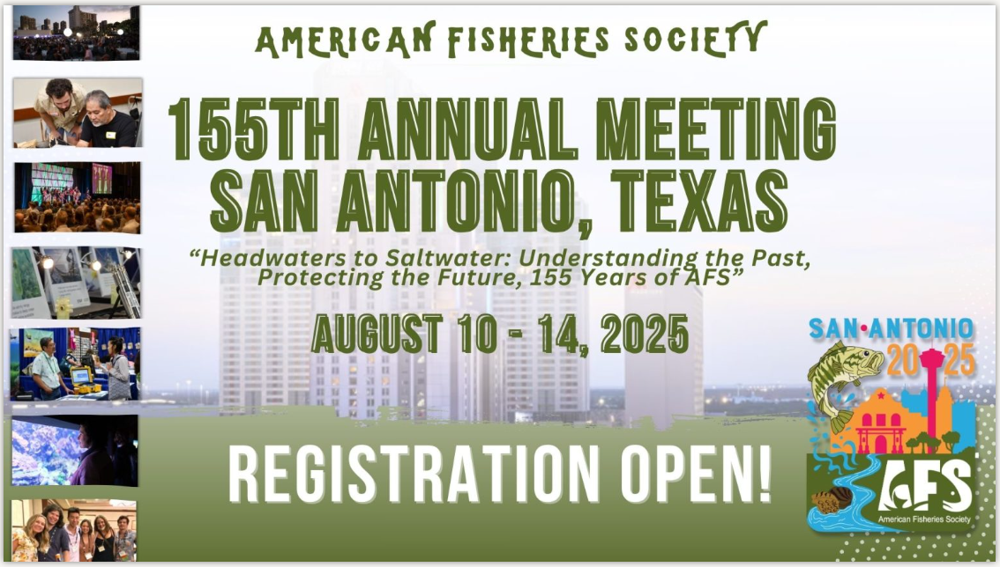 AMERICAN FISHERIES SOCIETY
155TH ANNUAL MEETING
SAN ANTONIO, TEXAS
“Headwaters to Saltwater: Understanding the Past,
Protecting the Future, 155 Years of AFS”
AUGUST 10 - 14, 2025
REGISTRATION OPEN!
SAN•ANTONIO
2025
AFS
American Fisheries Society